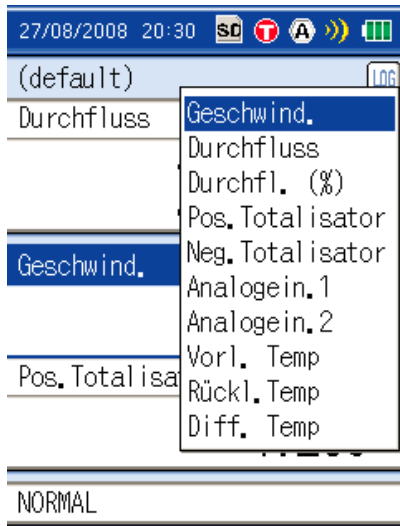 27/08/2008 20:30 SD T A
(default) LOG
Durchfluss
Geschwind.
Pos.Totalisa
NORMAL
Geschwind.
Durchfluss
Durchfl. (%)
Pos.Totalisator
Neg.Totalisator
Analogein.1
Analogein.2
Vorl. Temp
Rückl.Temp
Diff. Temp